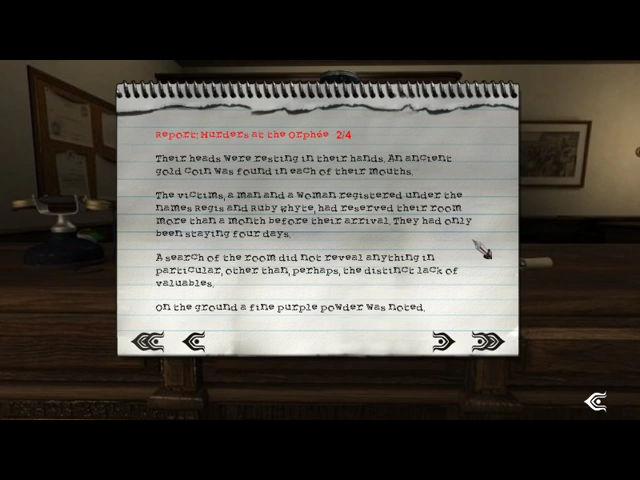 Report: Murders at the Orphée 2/4
Their heads were resting in their hands. An ancient
gold coin was found in each of their mouths.
The victims, a man and a woman registered under the
names Regis and Ruby Whyte, had reserved their room
more than a month before their arrival. They had only
been staying four days.
A search of the room did not reveal anything in
particular, other than, perhaps, the distinct lack of
valuables.
On the ground a fine purple powder was noted.